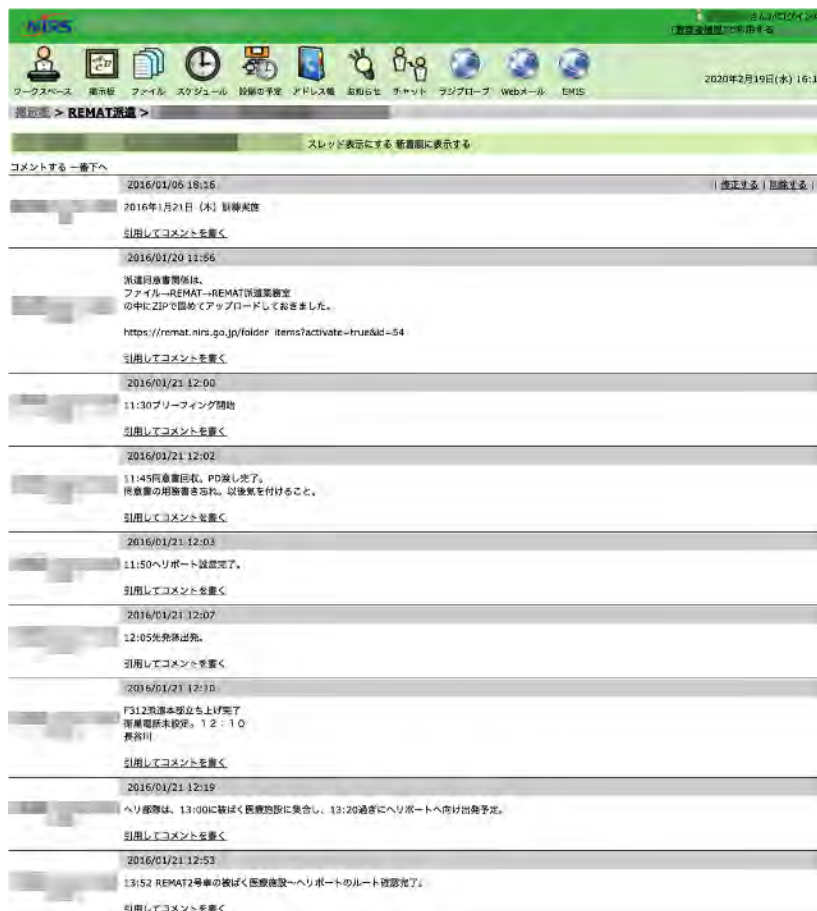 NIRS
さんがログイン中
ワークスペース 掲示板 ファイル スケジュール 設備の予定 アドレス帳 お知らせ チャット ラジプローブ Webメール EMIS
2020年2月19日(水) 16:1
掲示板 > REMAT派遣 >
スレッド表示にする 新着順に表示する
コメントする 一番下へ
2016/01/06 18:16
| 修正する | 削除する |
2016年1月21日（木）訓練実施
引用してコメントを書く
2016/01/20 11:56
派遣同意書関係は、
ファイル→REMAT→REMAT派遣業務室
の中にZIPで固めてアップロードしておきました。
https://remat.nirs.go.jp/folder_items?activate=true&id=54
引用してコメントを書く
2016/01/21 12:00
11:30ブリーフィング開始
引用してコメントを書く
2016/01/21 12:02
11:45同意書回収、PD渡し完了。
同意書の用務書き忘れ。以後気を付けること。
引用してコメントを書く
2016/01/21 12:03
11:50ヘリポート設営完了。
引用してコメントを書く
2016/01/21 12:07
12:05先発隊出発。
引用してコメントを書く
2016/01/21 12:10
F312派遣本部立ち上げ完了
衛星電話未設定。１２：１０
長谷川
引用してコメントを書く
2016/01/21 12:19
ヘリ部隊は、13:00に被ばく医療施設に集合し、13:20過ぎにヘリポートへ向け出発予定。
引用してコメントを書く
2016/01/21 12:53
13:52 REMAT2号車の被ばく医療施設～ヘリポートのルート確認完了。
引用してコメントを書く